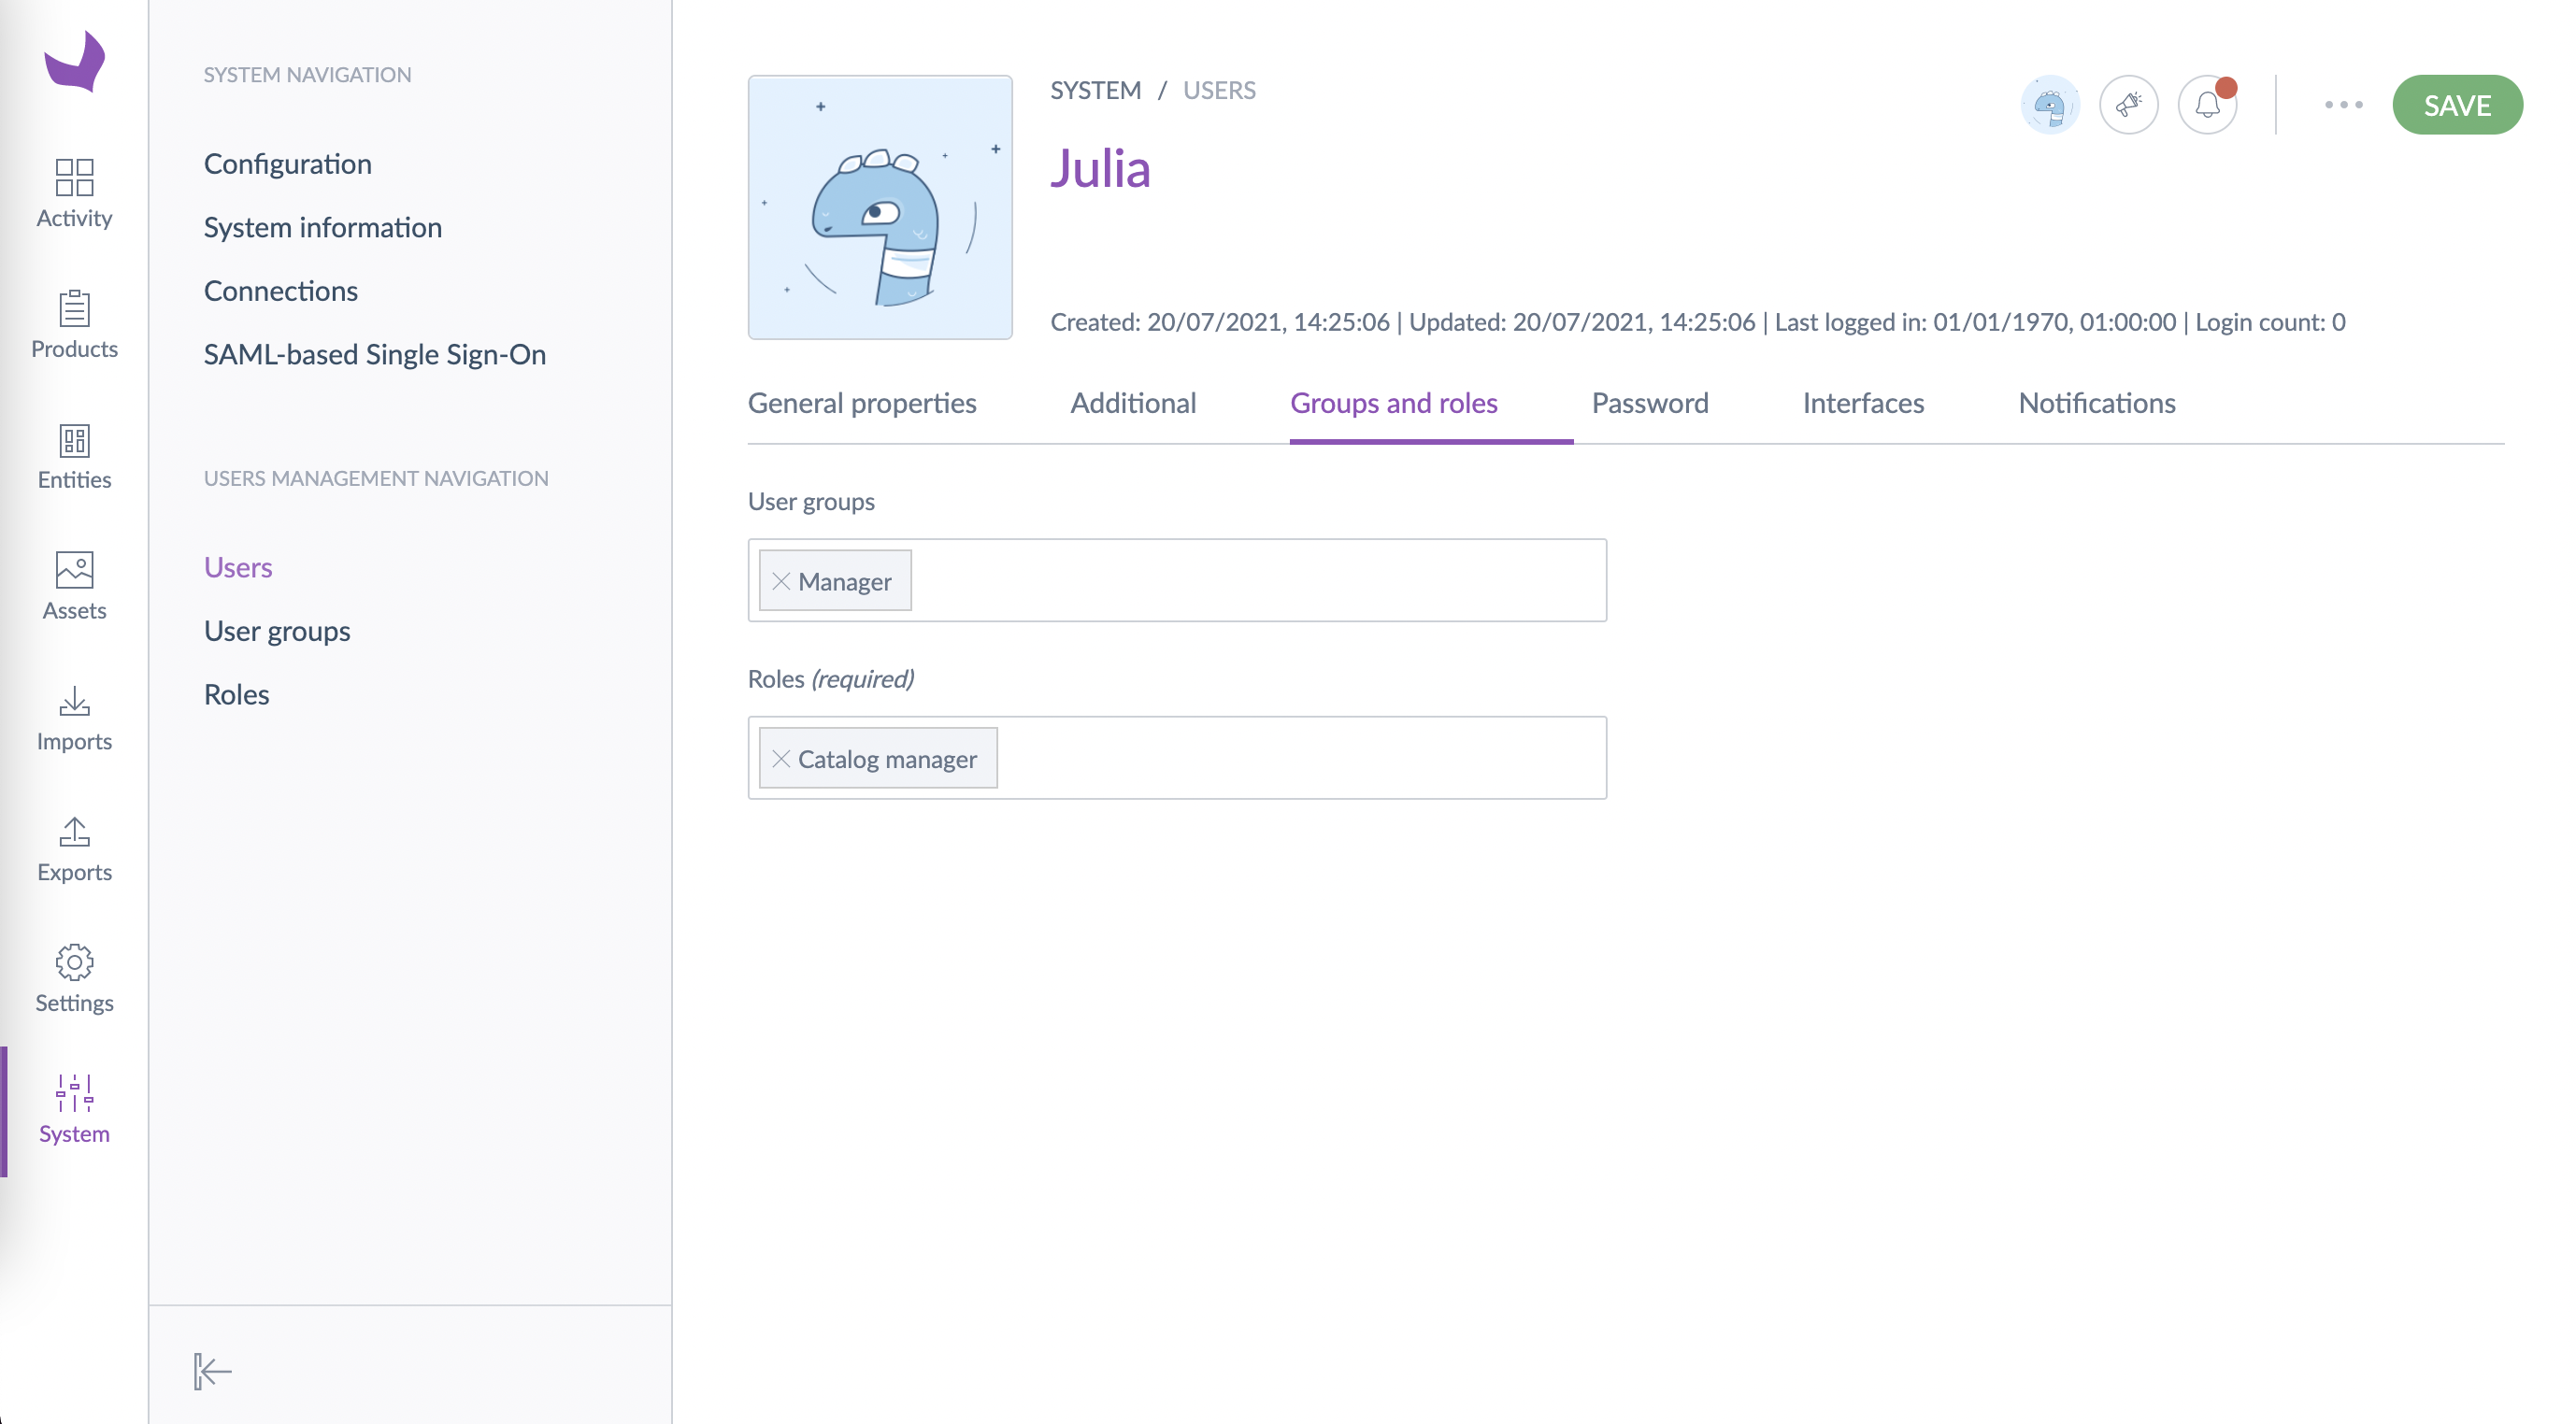 Activity
Products
Entities
Assets
Imports
Exports
Settings
System
SYSTEM NAVIGATION
Configuration
System information
Connections
SAML-based Single Sign-On
USERS MANAGEMENT NAVIGATION
Users
User groups
Roles
SYSTEM / USERS
SAVE
Julia
Created: 20/07/2021, 14:25:06 | Updated: 20/07/2021, 14:25:06 | Last logged in: 01/01/1970, 01:00:00 | Login count: 0
General properties Additional Groups and roles Password Interfaces Notifications
User groups
Manager
Roles (required)
Catalog manager